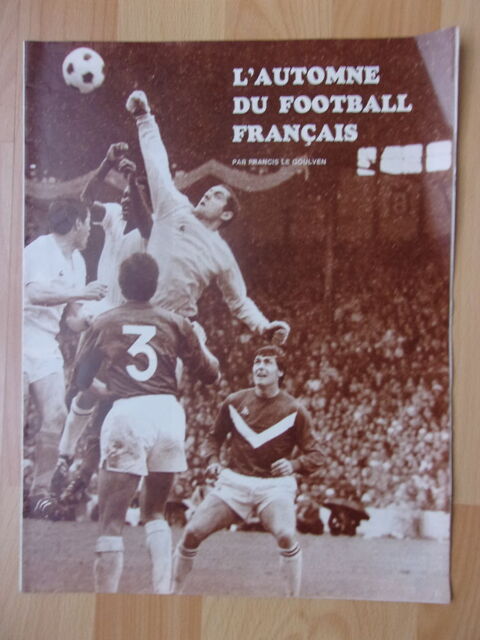 L'AUTOMNE
DU FOOTBALL
FRANÇAIS
PAR FRANCIS LE GOULVEN
3